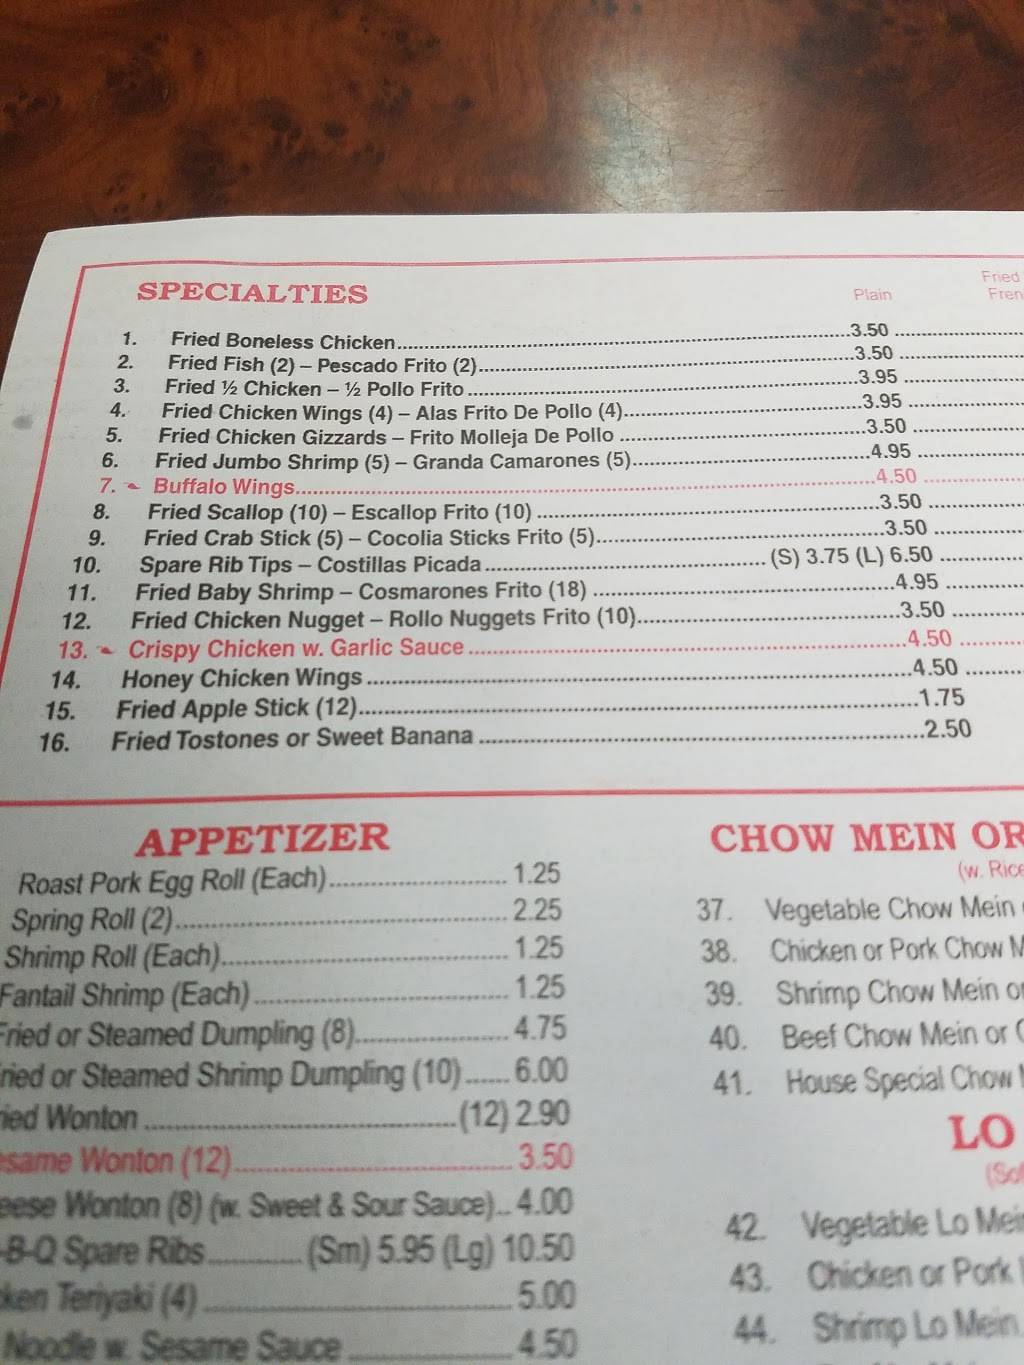 SPECIALTIES
Plain
Fried
1. Fried Boneless Chicken 3.50
2. Fried Fish (2) – Pescado Frito (2) 3.50
3. Fried ½ Chicken – ½ Pollo Frito 3.95
4. Fried Chicken Wings (4) – Alas Frito De Pollo (4) 3.95
5. Fried Chicken Gizzards – Frito Molleja De Pollo 3.50
6. Fried Jumbo Shrimp (5) – Granda Camarones (5) 4.95
7. Buffalo Wings 4.50
8. Fried Scallop (10) – Escallop Frito (10) 3.50
9. Fried Crab Stick (5) – Cocolia Sticks Frito (5) 3.50
10. Spare Rib Tips – Costillas Picada (S) 3.75 (L) 6.50
11. Fried Baby Shrimp – Cosmarones Frito (18) 4.95
12. Fried Chicken Nugget – Rollo Nuggets Frito (10) 3.50
13. Crispy Chicken w. Garlic Sauce 4.50
14. Honey Chicken Wings 4.50
15. Fried Apple Stick (12) 1.75
16. Fried Tostones or Sweet Banana 2.50
APPETIZER
Roast Pork Egg Roll (Each) 1.25
Spring Roll (2) 2.25
Shrimp Roll (Each) 1.25
Fantail Shrimp (Each) 1.25
Fried or Steamed Dumpling (8) 4.75
ried or Steamed Shrimp Dumpling (10) 6.00
ied Wonton (12) 2.90
esame Wonton (12) 3.50
eese Wonton (8) (w. Sweet & Sour Sauce) 4.00
-B-Q Spare Ribs (Sm) 5.95 (Lg) 10.50
ken Teriyaki (4) 5.00
Noodle w. Sesame Sauce 4.50
CHOW MEIN OR
(w. Rice
37. Vegetable Chow Mein
38. Chicken or Pork Chow M
39. Shrimp Chow Mein or
40. Beef Chow Mein or C
41. House Special Chow
LO
42. Vegetable Lo Mein
43. Chicken or Pork
44. Shrimp Lo Mein